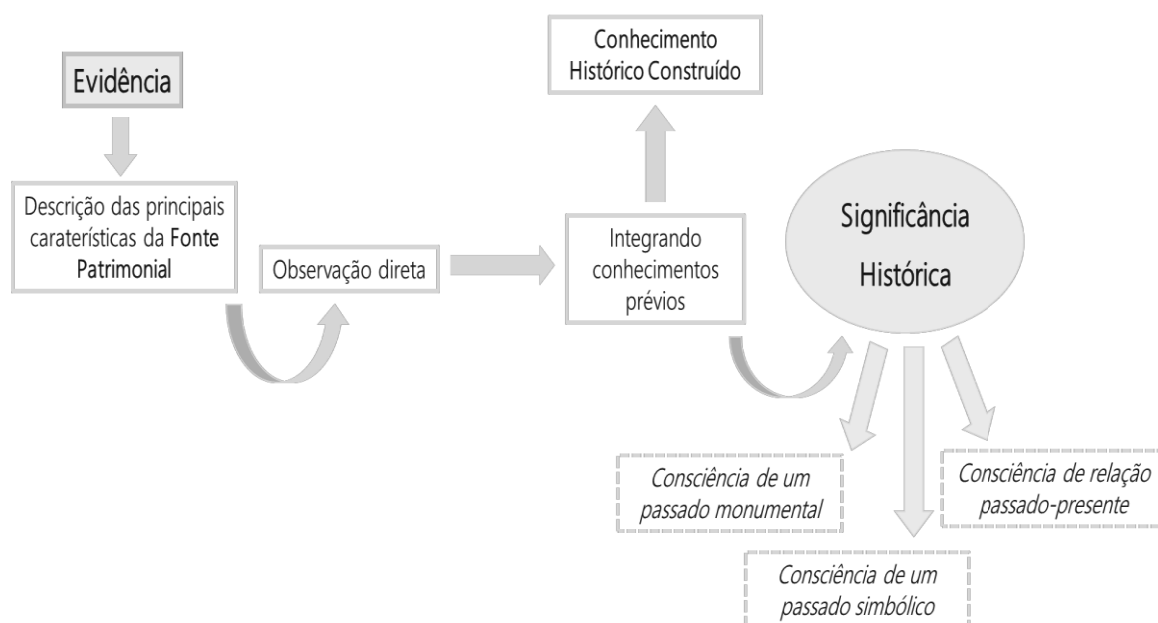 Evidência
Descrição das principais
caraterísticas da Fonte
Patrimonial
Observação direta
Integrando
conhecimentos
prévios
Conhecimento
Histórico Construído
Significância
Histórica
Consciência de um
passado monumental
Consciência de um
passado simbólico
Consciência de relação
passado-presente